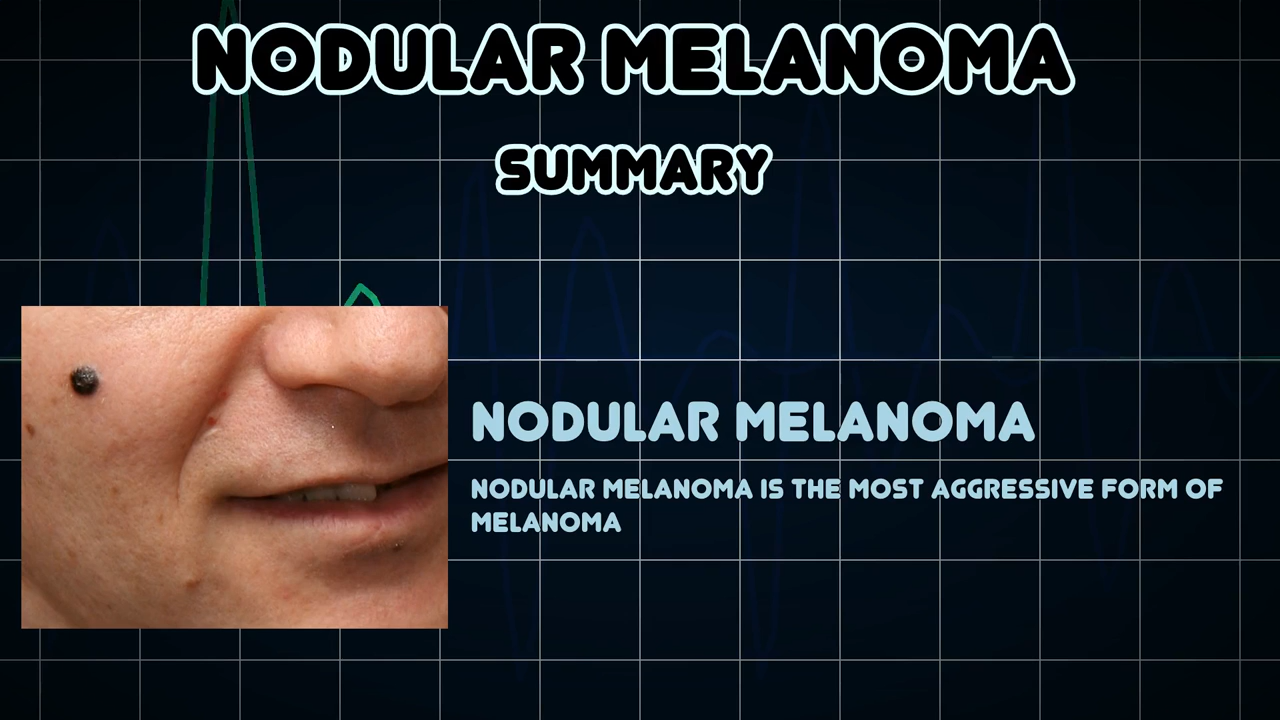 NODULAR MELANOMA
SUMMARY
NODULAR MELANOMA
NODULAR MELANOMA IS THE MOST AGGRESSIVE FORM OF
MELANOMA